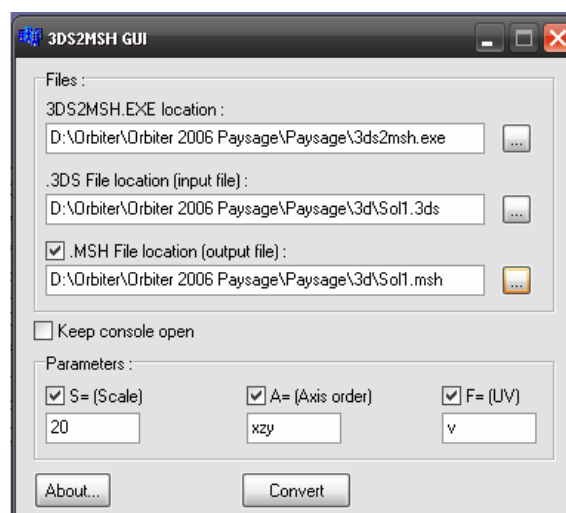 3DS2MSH GUI
Files :
3DS2MSH.EXE location :
D:\Orbiter\Orbiter 2006 Paysage\Paysage\3ds2msh.exe
...
.3DS File location (input file) :
D:\Orbiter\Orbiter 2006 Paysage\Paysage\3d\Sol1.3ds
...
.MSH File location (output file) :
D:\Orbiter\Orbiter 2006 Paysage\Paysage\3d\Sol1.msh
...
Keep console open
Parameters :
S= (Scale) A= (Axis order) F= (UV)
20 xzy v
About... Convert